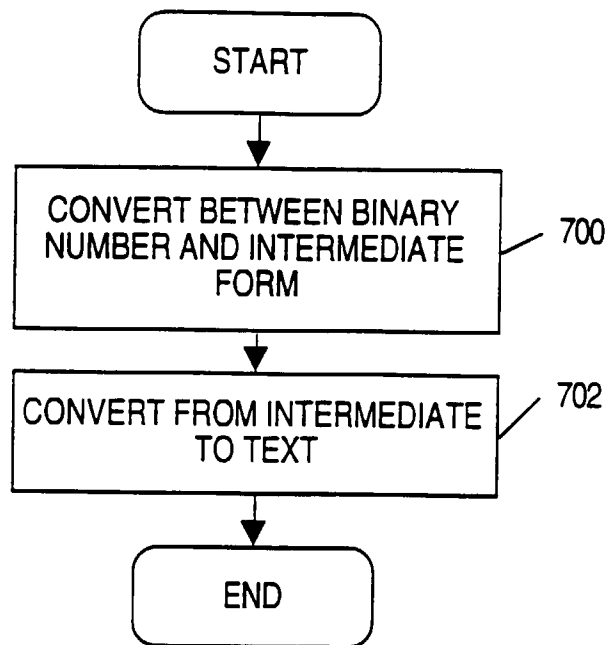 START
CONVERT BETWEEN BINARY
NUMBER AND INTERMEDIATE
FORM
700
CONVERT FROM INTERMEDIATE
TO TEXT
702
END